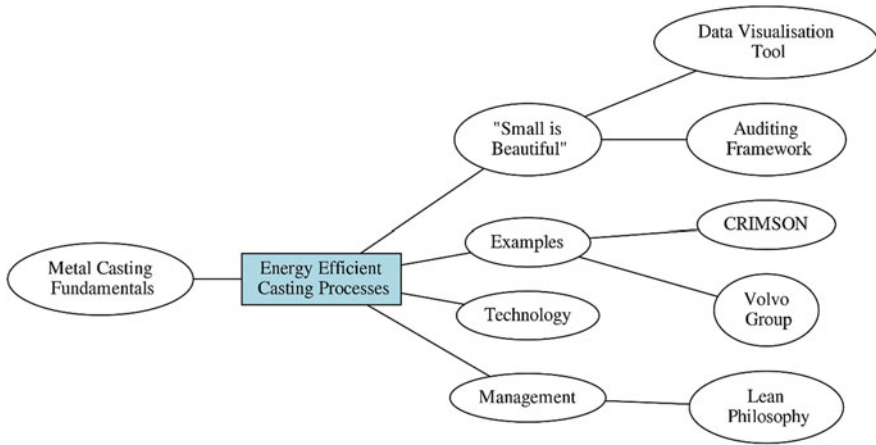 Data Visualisation
Tool
"Small is
Beautiful"
Auditing
Framework
CRIMSON
Examples
Metal Casting
Fundamentals
Energy Efficient
Casting Processes
Volvo
Group
Technology
Management
Lean
Philosophy